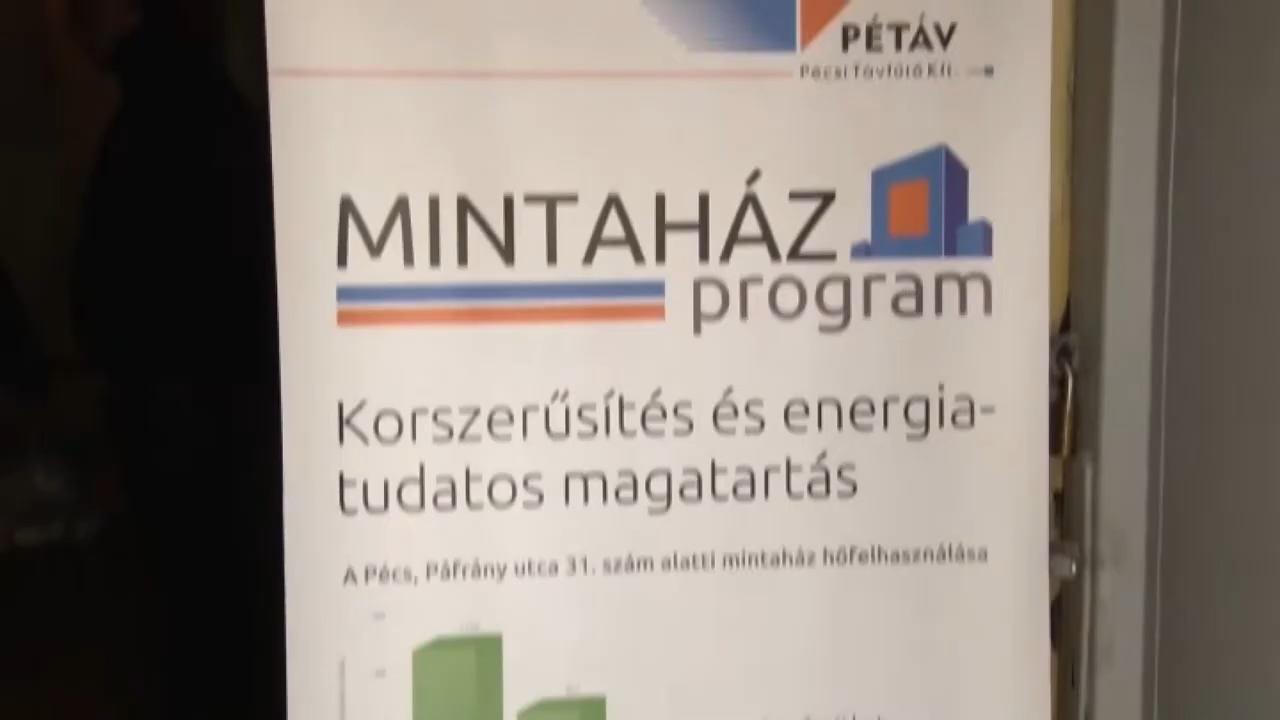 PÉTÁV
Pécsi Távfűtő Kft.
MINTAHÁZ
program
Korszerűsítés és energia-
tudatos magatartás
A Pécs, Páfrány utca 31. szám alatti mintaház hőfelhasználása